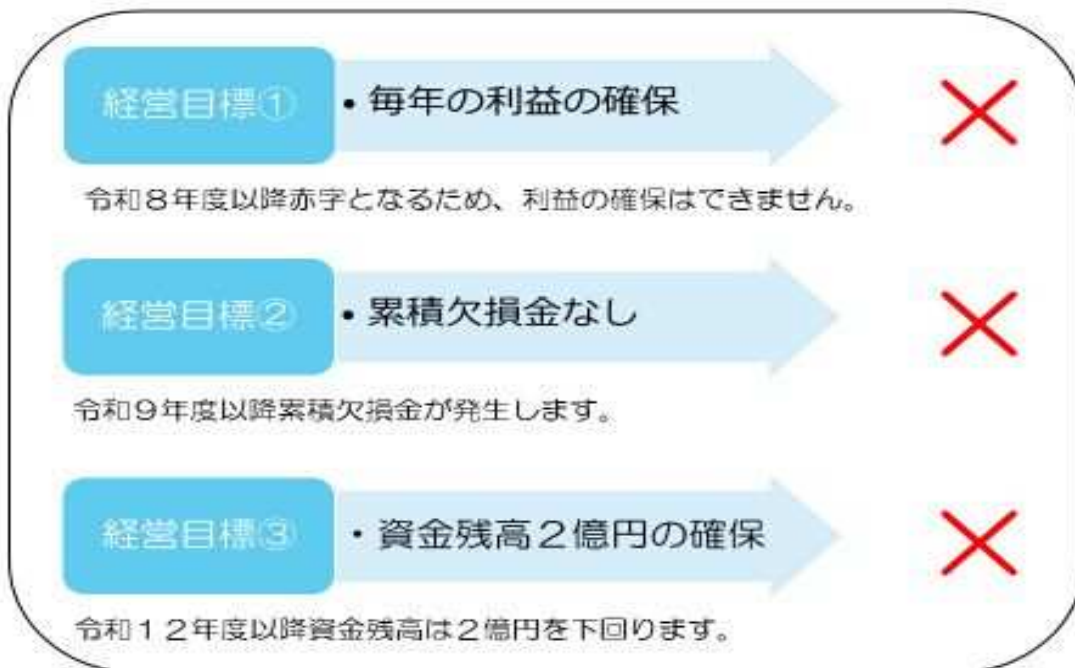 経営目標①
・毎年の利益の確保
令和８年度以降赤字となるため、利益の確保はできません。
経営目標②
・累積欠損金なし
令和９年度以降累積欠損金が発生します。
経営目標③
・資金残高２億円の確保
令和１２年度以降資金残高は２億円を下回ります。